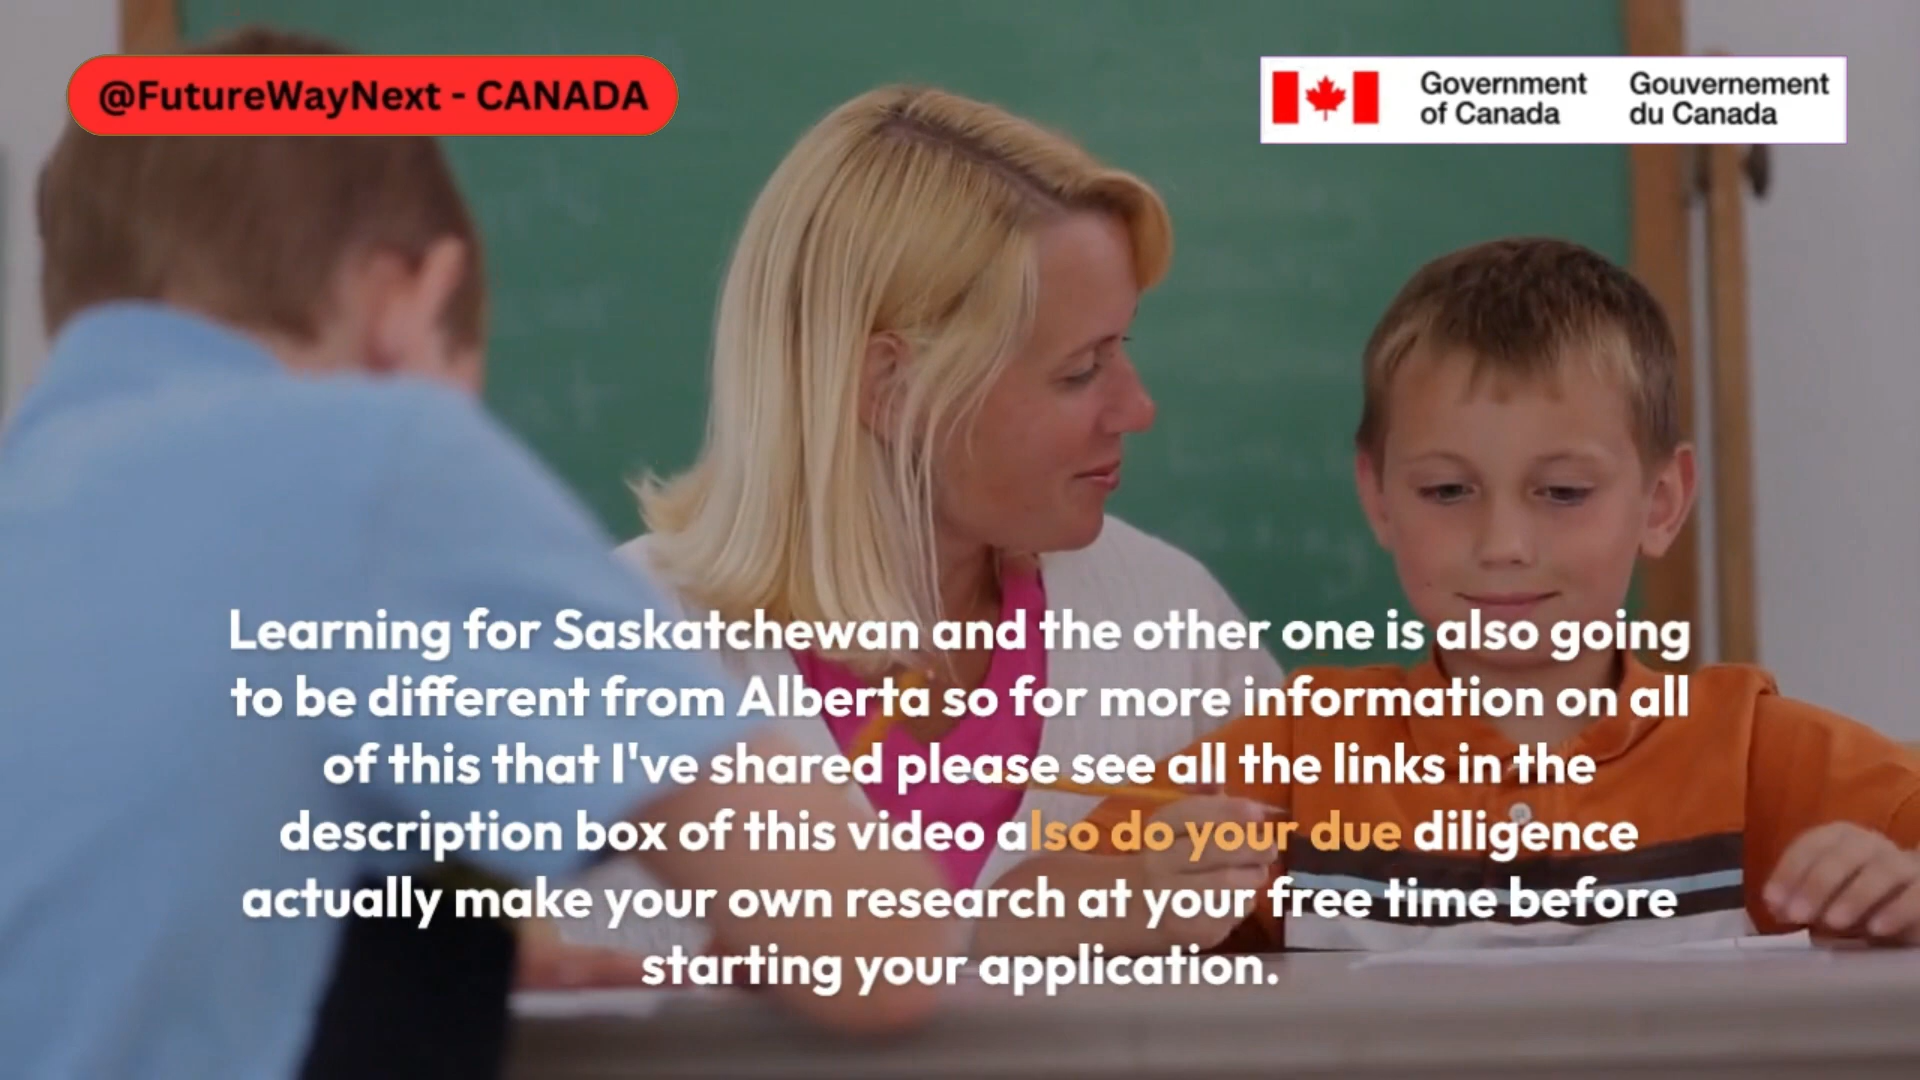 @FutureWayNext - CANADA
Government of Canada
Gouvernement du Canada
Learning for Saskatchewan and the other one is also going
to be different from Alberta so for more information on all
of this that I've shared please see all the links in the
description box of this video also do your due diligence
actually make your own research at your free time before
starting your application.